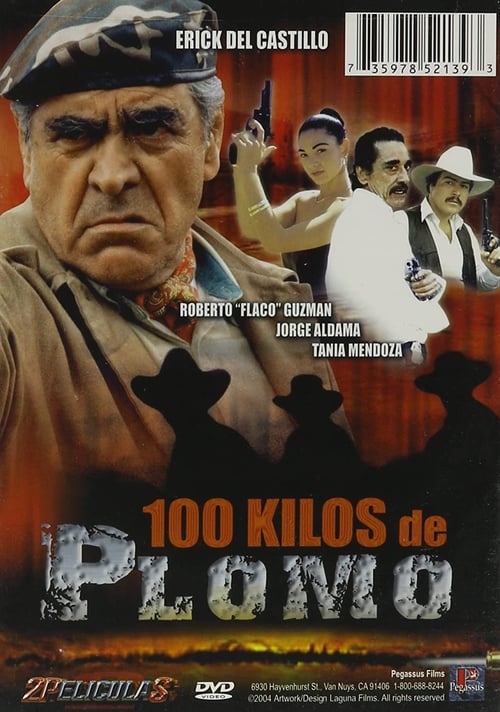 ERICK DEL CASTILLO
7 35978 52139 3
ROBERTO "FLACO" GUZMAN
JORGE ALDAMA
TANIA MENDOZA
100 KILOS de
PLOMO
2PELICULAS
DVD
VIDEO
Pegassus Films
6930 Hayvenhurst St., Van Nuys, CA 91406 1-800-688-8244
©2004 Artwork/Design Laguna Films. All rights reserved
Pegassus